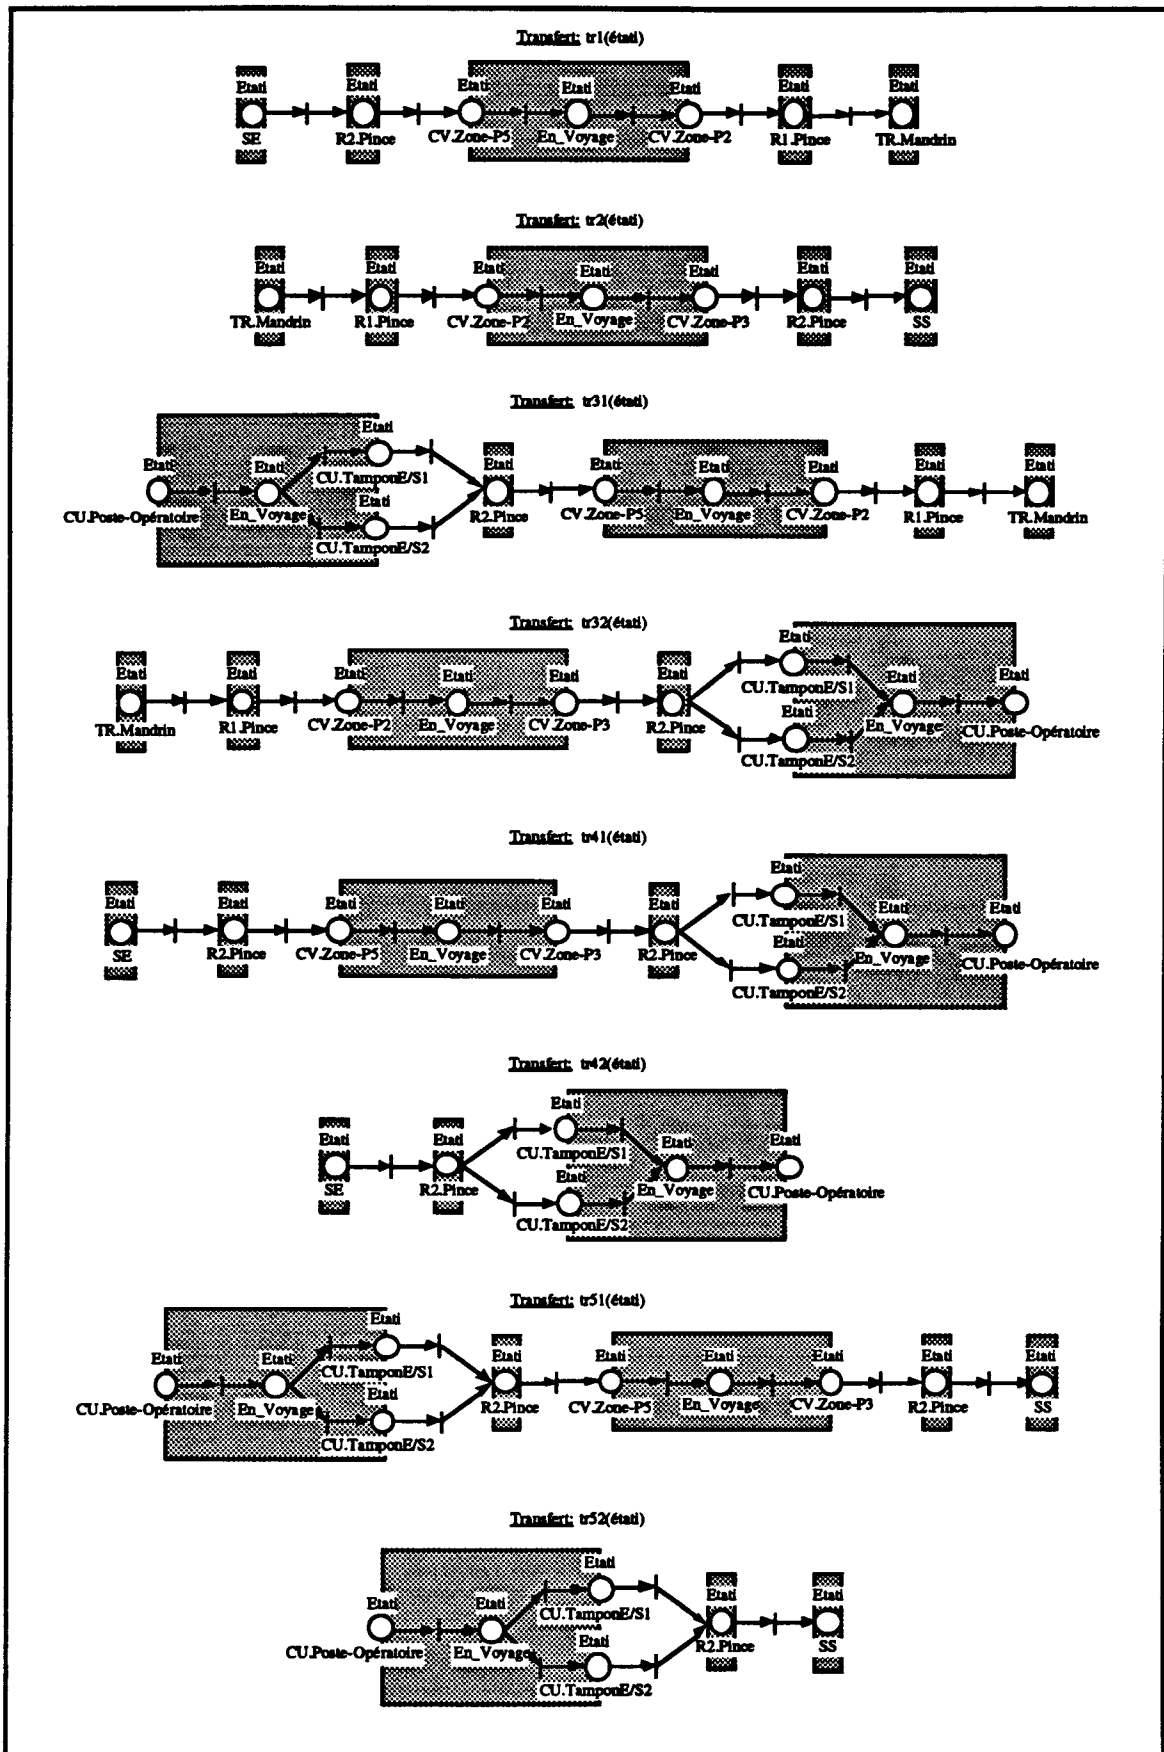 Transfert: tr1(étati)
Etati Etati Etati Etati Etati Etati Etati
SE R2.Pince CV.Zone-P5 En_Voyage CV.Zone-P2 R1.Pince TR.Mandrin
Transfert: tr2(étati)
Etati Etati Etati Etati Etati Etati Etati
TR.Mandrin R1.Pince CV.Zone-P2 En_Voyage CV.Zone-P3 R2.Pince SS
Transfert: tr31(étati)
Etati
Etati Etati Etati Etati Etati Etati Etati Etati
CU.TamponE/S1
Etati
CU.Poste-Opératoire En_Voyage R2.Pince CV.Zone-P5 En_Voyage CV.Zone-P2 R1.Pince TR.Mandrin
CU.TamponE/S2
Transfert: tr32(étati)
Etati
Etati Etati Etati Etati Etati Etati Etati Etati
CU.TamponE/S1
Etati
TR.Mandrin R1.Pince CV.Zone-P2 En_Voyage CV.Zone-P3 R2.Pince En_Voyage CU.Poste-Opératoire
CU.TamponE/S2
Transfert: tr41(étati)
Etati
Etati Etati Etati Etati Etati Etati Etati Etati
CU.TamponE/S1
Etati
SE R2.Pince CV.Zone-P5 En_Voyage CV.Zone-P3 R2.Pince En_Voyage CU.Poste-Opératoire
CU.TamponE/S2
Transfert: tr42(étati)
Etati
Etati Etati Etati Etati
CU.TamponE/S1
Etati
SE R2.Pince En_Voyage CU.Poste-Opératoire
CU.TamponE/S2
Transfert: tr51(étati)
Etati
Etati Etati Etati Etati Etati Etati Etati Etati
CU.TamponE/S1
Etati
CU.Poste-Opératoire En_Voyage R2.Pince CV.Zone-P5 En_Voyage CV.Zone-P3 R2.Pince SS
CU.TamponE/S2
Transfert: tr52(étati)
Etati
Etati Etati Etati Etati
CU.TamponE/S1
Etati
CU.Poste-Opératoire En_Voyage R2.Pince SS
CU.TamponE/S2